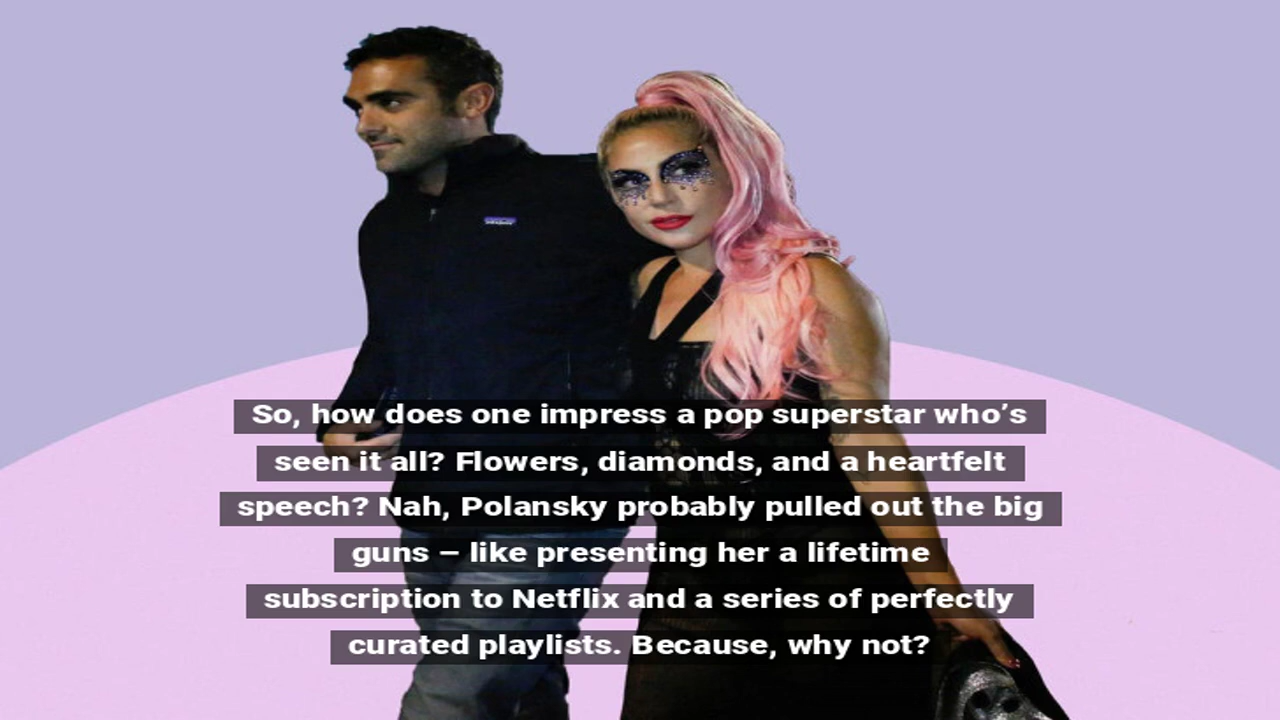 So, how does one impress a pop superstar who’s
seen it all? Flowers, diamonds, and a heartfelt
speech? Nah, Polansky probably pulled out the big
guns – like presenting her a lifetime
subscription to Netflix and a series of perfectly
curated playlists. Because, why not?